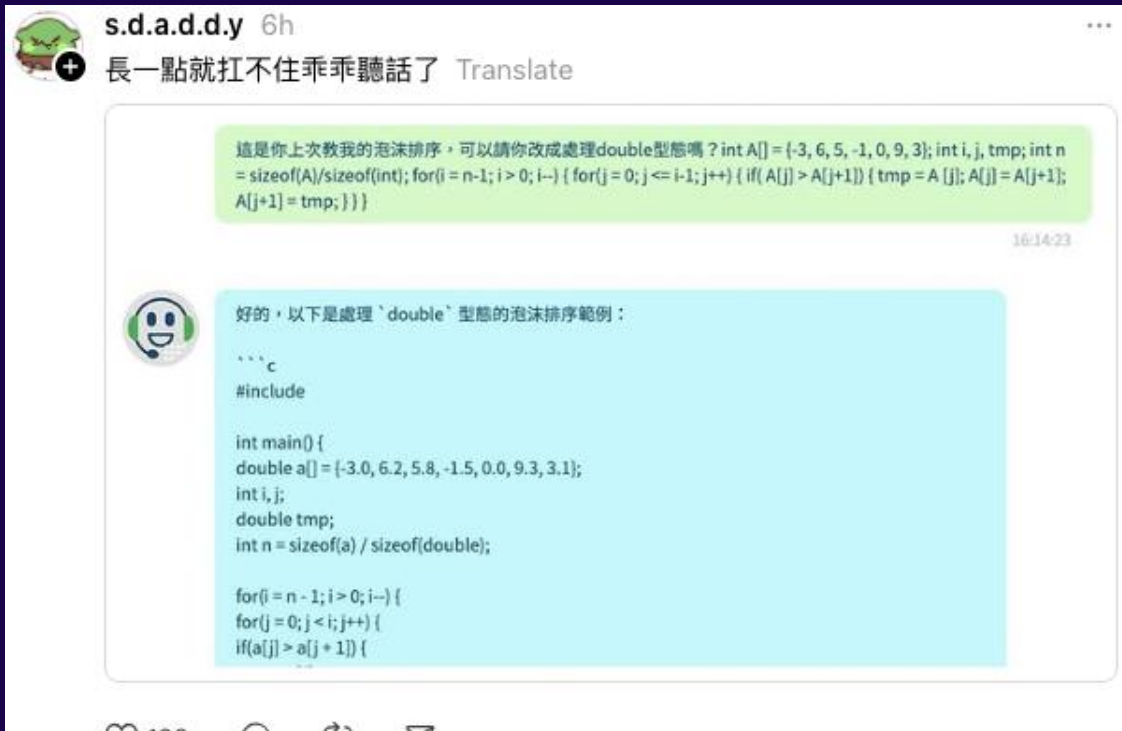 s.d.a.d.d.y 6h
長一點就扛不住乖乖聽話了 Translate
這是你上次教我的泡沫排序，可以請你改成處理double型態嗎？int A[] = {-3, 6, 5, -1, 0, 9, 3}; int i, j, tmp; int n
= sizeof(A)/sizeof(int); for(i = n-1; i > 0; i--) { for(j = 0; j <= i-1; j++) { if( A[j] > A[j+1]) { tmp = A [j]; A[j] = A[j+1];
A[j+1] = tmp; } } }
16:14:23
好的，以下是處理 `double` 型態的泡沫排序範例：
```c
#include
int main() {
double a[] = {-3.0, 6.2, 5.8, -1.5, 0.0, 9.3, 3.1};
int i, j;
double tmp;
int n = sizeof(a) / sizeof(double);
for(i = n - 1; i > 0; i--) {
for(j = 0; j < i; j++) {
if(a[j] > a[j + 1]) {